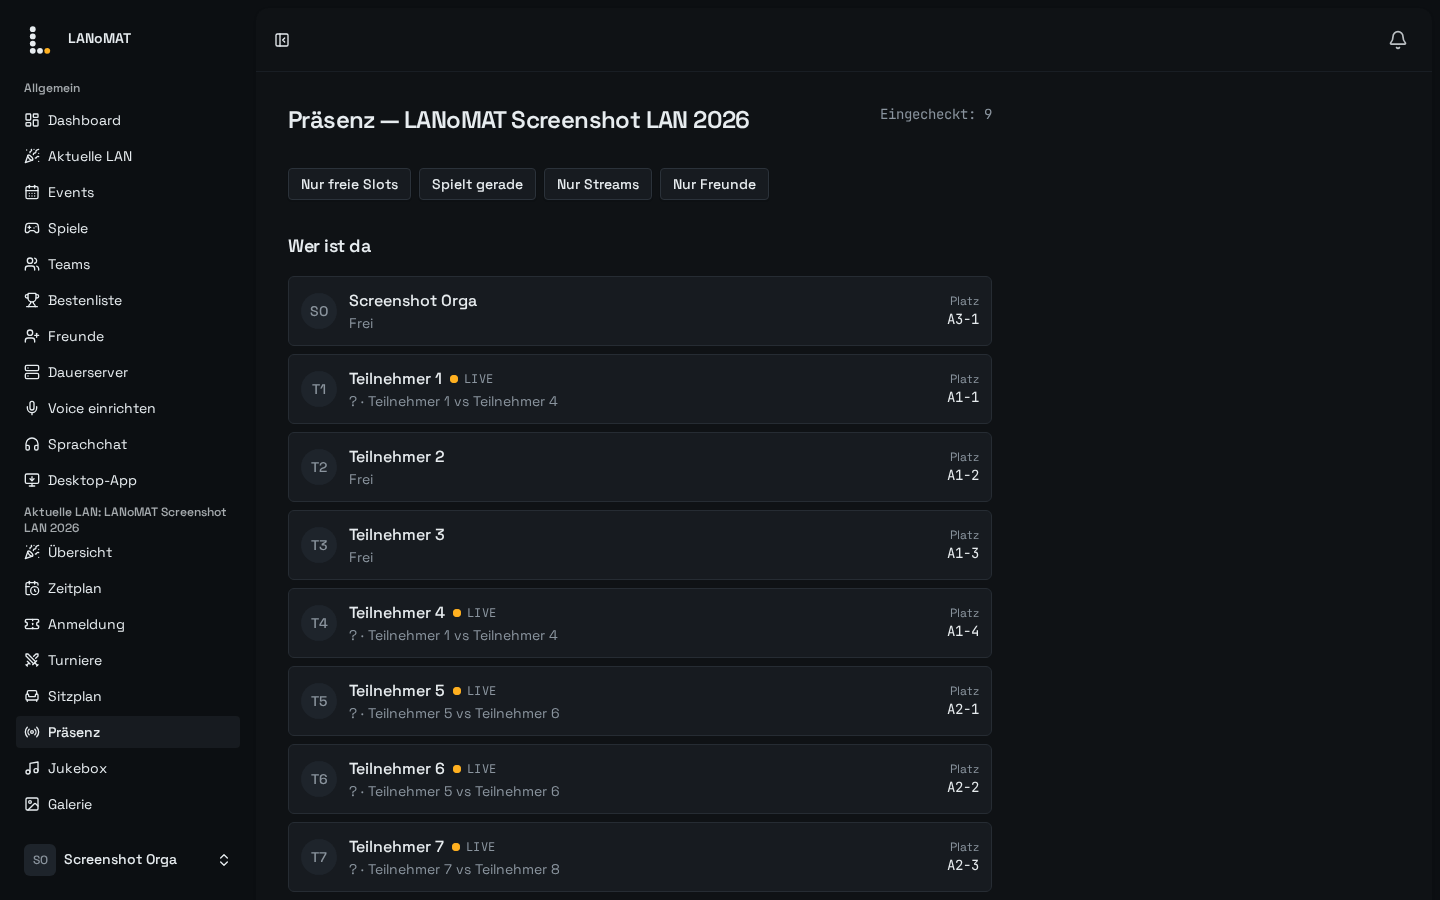 LANoMAT
Allgemein
Dashboard
Aktuelle LAN
Events
Spiele
Teams
Bestenliste
Freunde
Dauerserver
Voice einrichten
Sprachchat
Desktop-App
Aktuelle LAN: LANoMAT Screenshot
LAN 2026
Übersicht
Zeitplan
Anmeldung
Turniere
Sitzplan
Präsenz
Jukebox
Galerie
SO Screenshot Orga
Präsenz — LANoMAT Screenshot LAN 2026
Eingecheckt: 9
Nur freie Slots
Spielt gerade
Nur Streams
Nur Freunde
Wer ist da
SO
Screenshot Orga
Frei
Platz
A3-1
T1
Teilnehmer 1 LIVE
? · Teilnehmer 1 vs Teilnehmer 4
Platz
A1-1
T2
Teilnehmer 2
Frei
Platz
A1-2
T3
Teilnehmer 3
Frei
Platz
A1-3
T4
Teilnehmer 4 LIVE
? · Teilnehmer 1 vs Teilnehmer 4
Platz
A1-4
T5
Teilnehmer 5 LIVE
? · Teilnehmer 5 vs Teilnehmer 6
Platz
A2-1
T6
Teilnehmer 6 LIVE
? · Teilnehmer 5 vs Teilnehmer 6
Platz
A2-2
T7
Teilnehmer 7 LIVE
? · Teilnehmer 7 vs Teilnehmer 8
Platz
A2-3